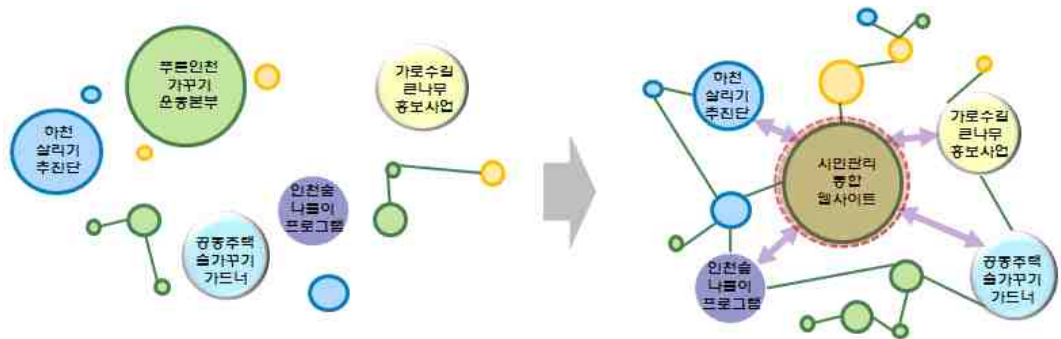 푸른인천
가꾸기
운동본부
가로수길
큰나무
홍보사업
하천
살리기
추진단
인천숲
나들이
프로그램
공동주택
숲가꾸기
가드너
하천
살리기
추진단
가로수길
큰나무
홍보사업
시민관리
통합
웹사이트
인천숲
나들이
프로그램
공동주택
숲가꾸기
가드너